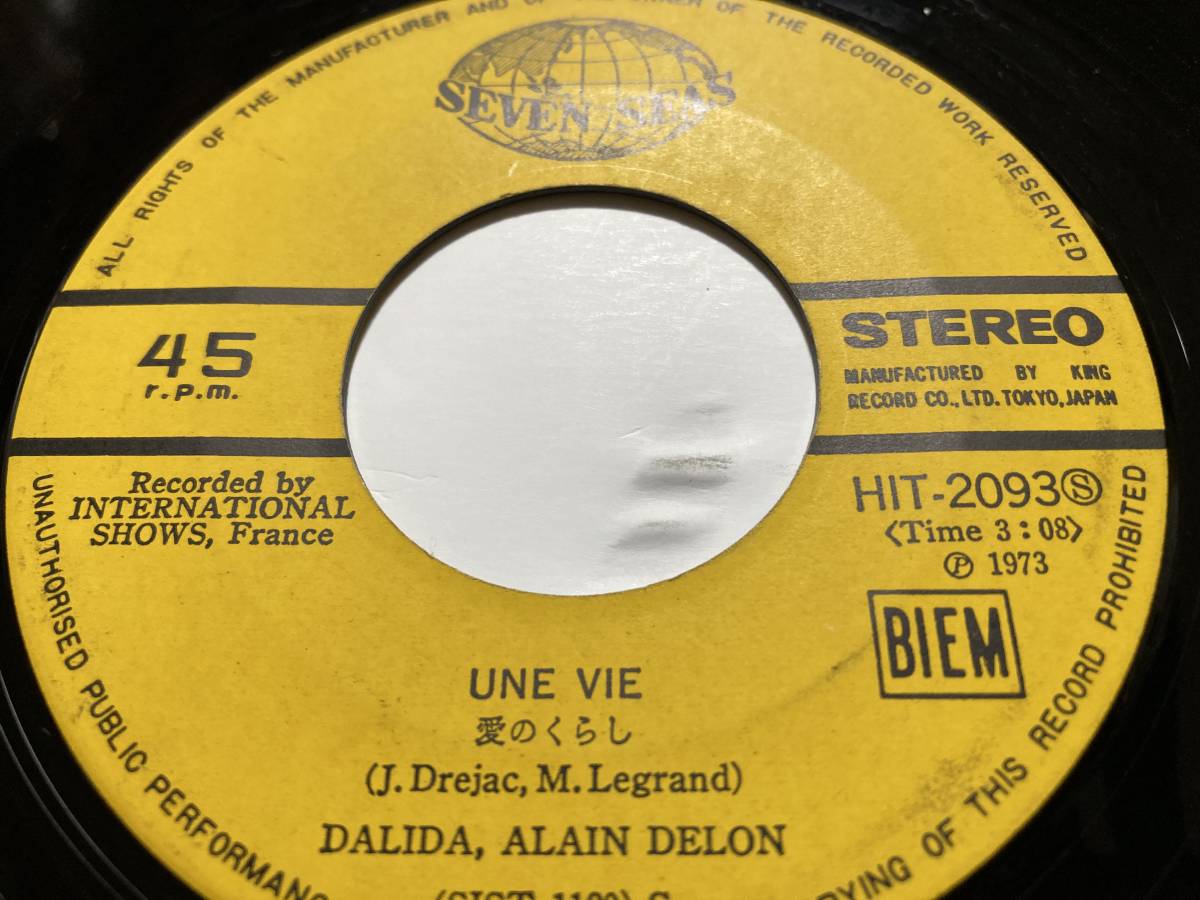 ALL RIGHTS OF THE MANUFACTURER AND OF THE OWNER OF THE RECORDED WORK RESERVED
SEVEN SEAS
45
r.p.m.
STEREO
MANUFACTURED BY KING
RECORD CO., LTD. TOKYO, JAPAN
Recorded by
INTERNATIONAL
SHOWS, France
HIT-2093Ⓢ
〈Time 3:08〉
Ⓟ 1973
BIEM
UNE VIE
愛のくらし
(J. Drejac, M. Legrand)
DALIDA, ALAIN DELON
UNAUTHORISED PUBLIC
OF THIS RECORD PROHIBITED